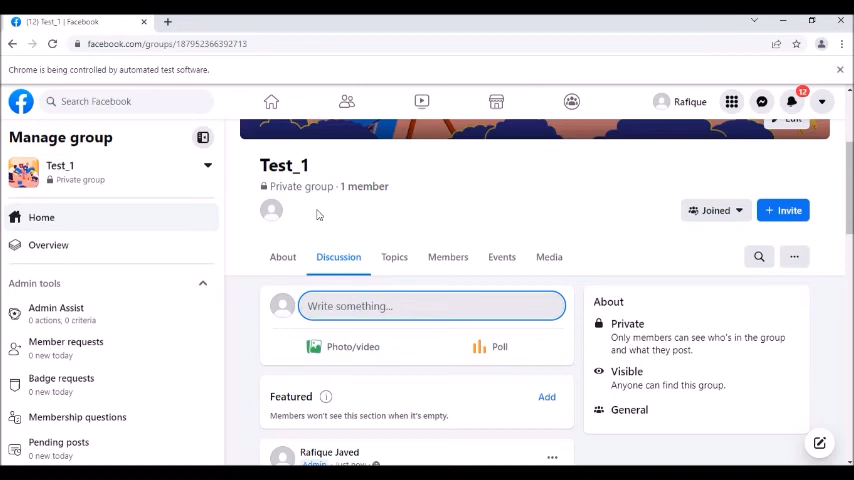 (12) Test_1 | Facebook
facebook.com/groups/187952366392713
Chrome is being controlled by automated test software.
Search Facebook
Rafique
12
Manage group
Test_1
Private group
Home
Overview
Admin tools
Admin Assist
0 actions, 0 criteria
Member requests
0 new today
Badge requests
0 new today
Membership questions
Pending posts
0 new today
Edit
Test_1
Private group · 1 member
Joined
+ Invite
About
Discussion
Topics
Members
Events
Media
Write something...
Photo/video
Poll
Featured
Add
Members won't see this section when it's empty.
Rafique Javed
Admin · just now
About
Private
Only members can see who's in the group
and what they post.
Visible
Anyone can find this group.
General